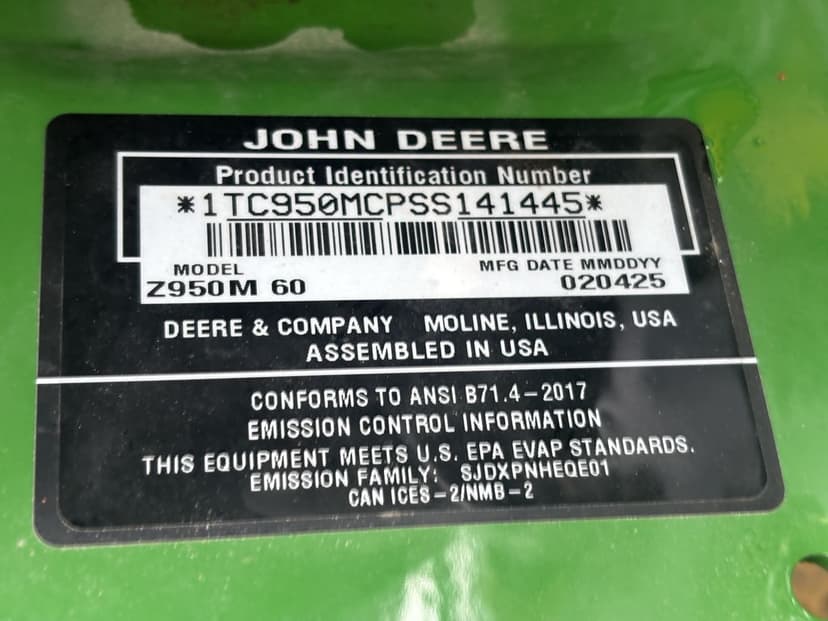 JOHN DEERE
Product Identification Number
*1TC950MCPSS141445*
MODEL MFG DATE MMDDYY
Z950M 60 020425
DEERE & COMPANY MOLINE, ILLINOIS, USA
ASSEMBLED IN USA
CONFORMS TO ANSI B71.4-2017
EMISSION CONTROL INFORMATION
THIS EQUIPMENT MEETS U.S. EPA EVAP STANDARDS.
EMISSION FAMILY: SJDXPNHEQE01
CAN ICES-2/NMB-2